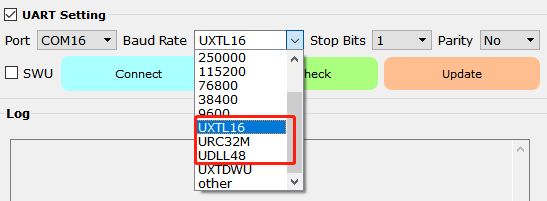 UART Setting
Port COM16 Baud Rate UXTL16 Stop Bits 1 Parity No
250000
115200
76800
38400
9600
UXTL16
URC32M
UDLL48
UXTDWU
other
SWU Connect heck Update
Log